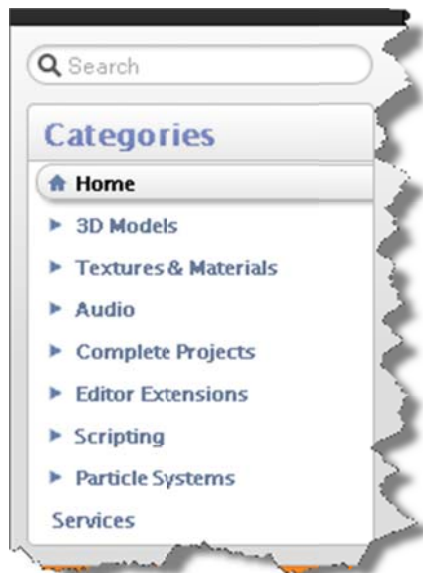 Search
Categories
Home
3D Models
Textures & Materials
Audio
Complete Projects
Editor Extensions
Scripting
Particle Systems
Services